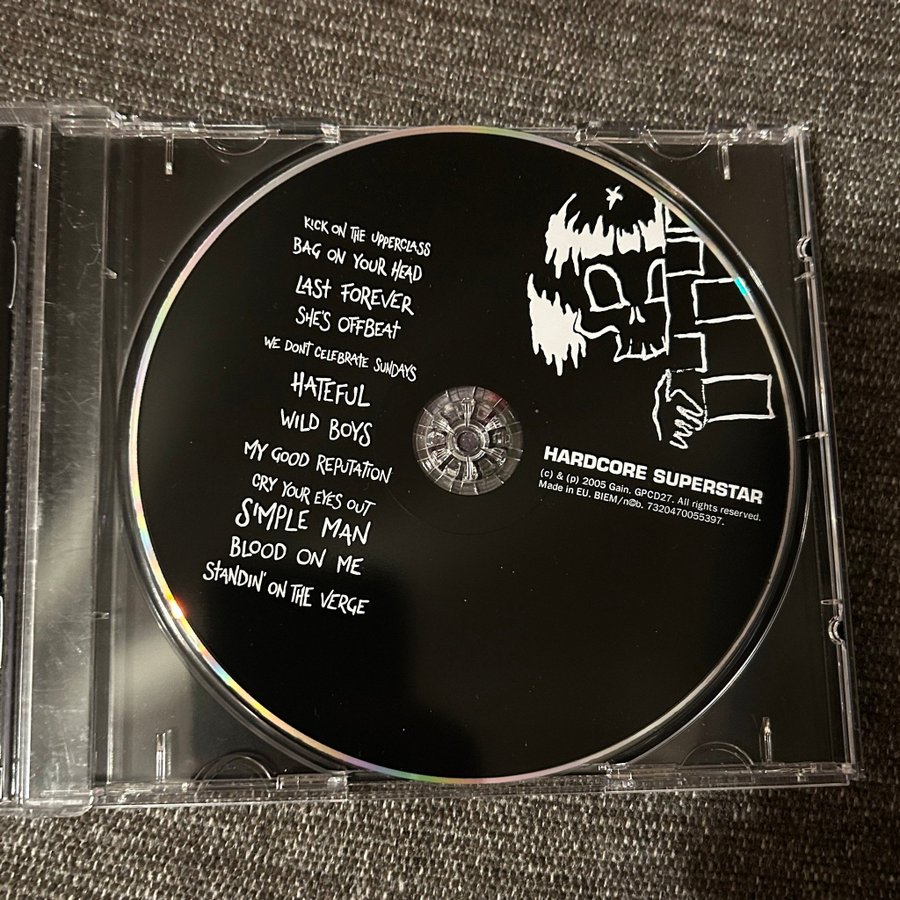 KICK ON THE UPPERCLASS
BAG ON YOUR HEAD
LAST FOREVER
SHE'S OFFBEAT
WE DONT CELEBRATE SUNDAYS
HATEFUL
WILD BOYS
MY GOOD REPUTATION
CRY YOUR EYES OUT
SIMPLE MAN
BLOOD ON ME
STANDIN' ON THE VERGE
HARDCORE SUPERSTAR
(c) & (p) 2005 Gain. GPCD27. All rights reserved.
Made in EU. BIEM/n©b. 7320470055397.